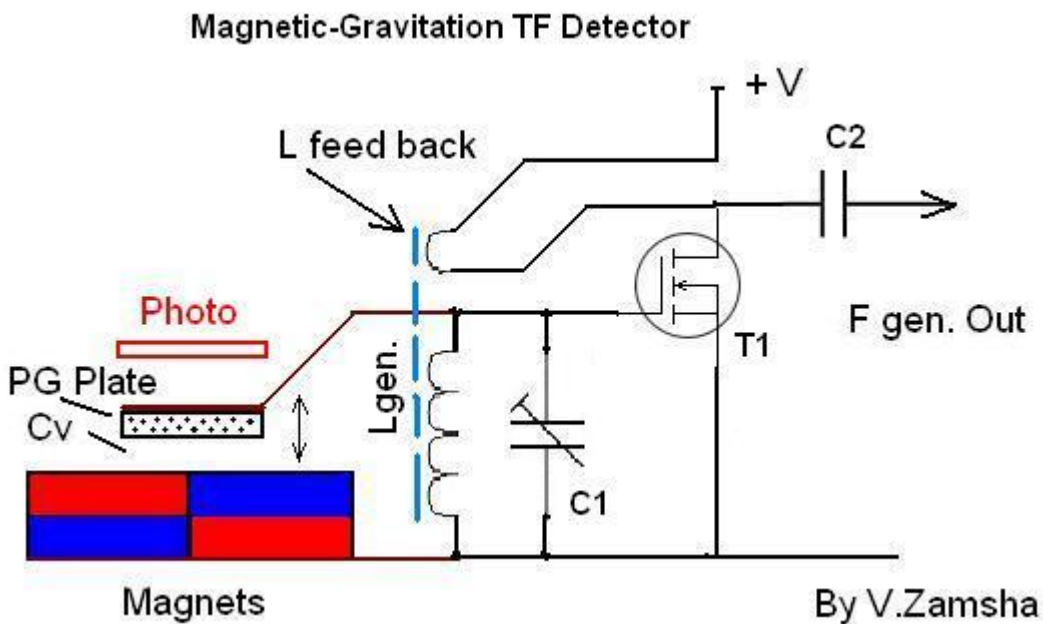 Magnetic-Gravitation TF Detector
+ V
C2
L feed back
Photo
F gen. Out
T1
PG Plate
Lgen.
Cv
C1
Magnets
By V.Zamsha